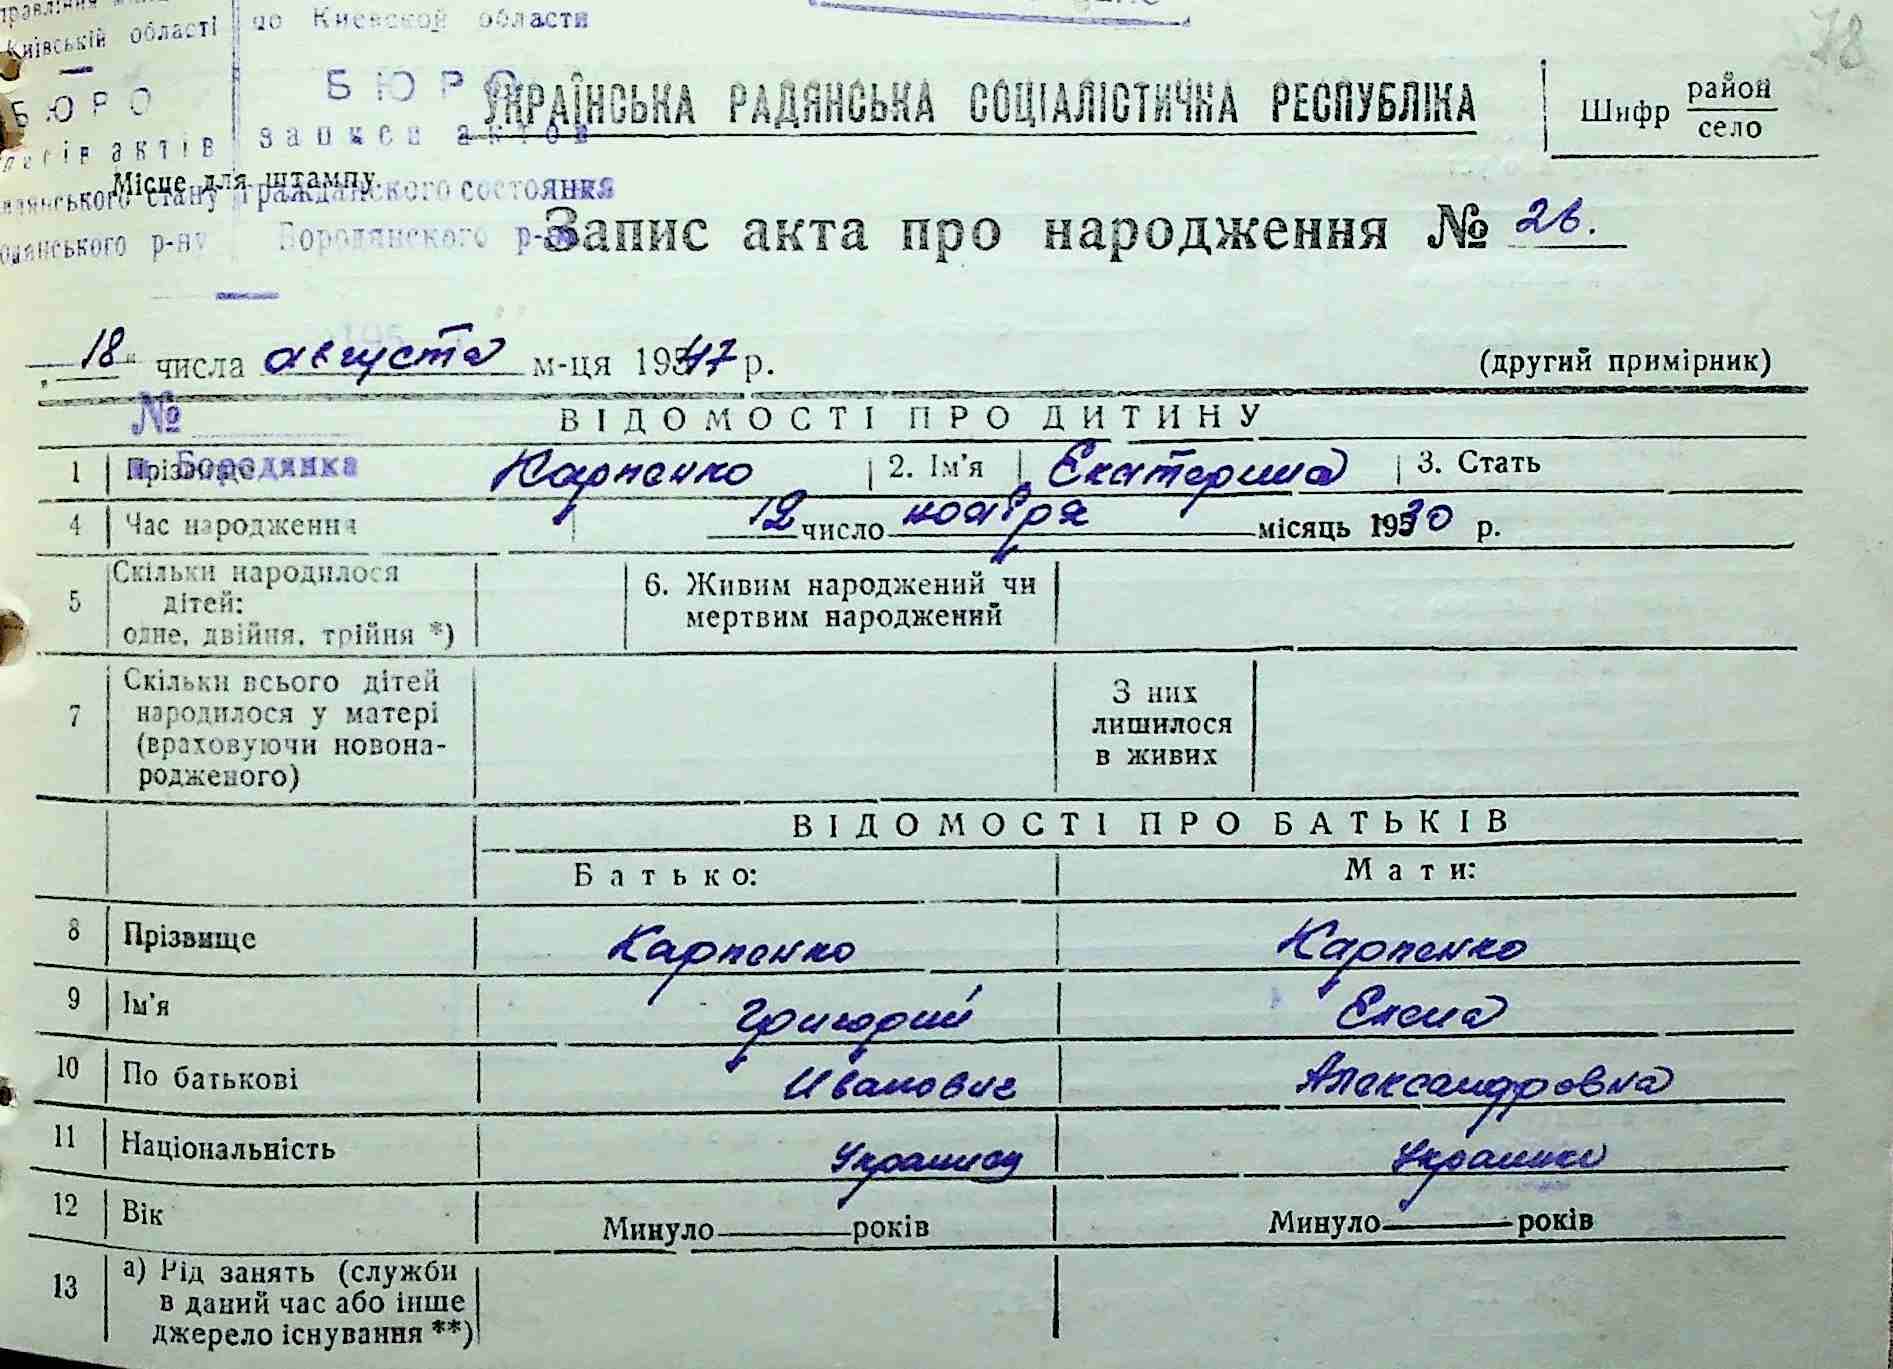 Київській області по Киевской области
БЮРО БЮРО
актів записи актов
УКРАЇНСЬКА РАДЯНСЬКА СОЦІАЛІСТИЧНА РЕСПУБЛІКА
Шифр район
село
78
Місце для штампу
стану гражданского состояния
р-ну Бородянского р-на
Запис акта про народження № 26.
„18" числа августа м-ця 1947 р.
(другий примірник)
№
Бородянка
ВІДОМОСТІ ПРО ДИТИНУ
1 Прізвище Карпенко 2. Ім'я Екатерина 3. Стать
4 Час народження 12 число ноября місяць 1930 р.
5 Скільки народилося
дітей:
одне, двійня, трійня *)
6. Живим народжений чи
мертвим народжений
7 Скільки всього дітей
народилося у матері
(враховуючи новона-
родженого)
З них
лишилося
в живих
ВІДОМОСТІ ПРО БАТЬКІВ
Батько: Мати:
8 Прізвище Карпенко Карпенко
9 Ім'я Григорий Елена
10 По батькові Иванович Александровна
11 Національність
12 Вік Минуло років Минуло років
13 а) Рід занять (служби
в даний час або інше
джерело існування **)